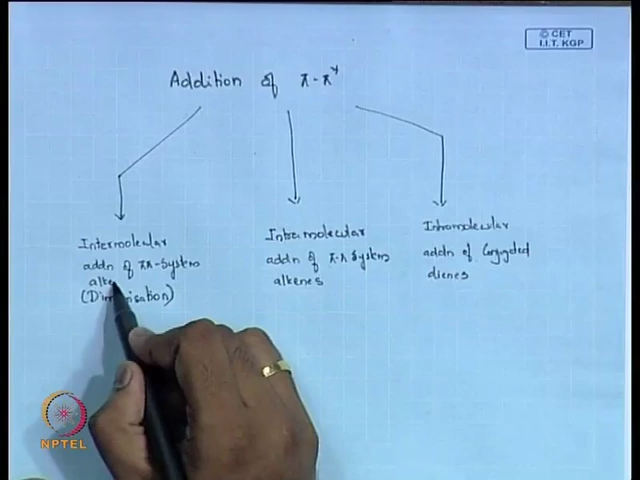 © CET
I.I.T. KGP
Addition of π-π*
Intermolecular
addn of ππ-System
(Dimerisation)
Intramolecular
addn of π-π System
alkenes
Intramolecular
addn of Conjugated
dienes
NPTEL